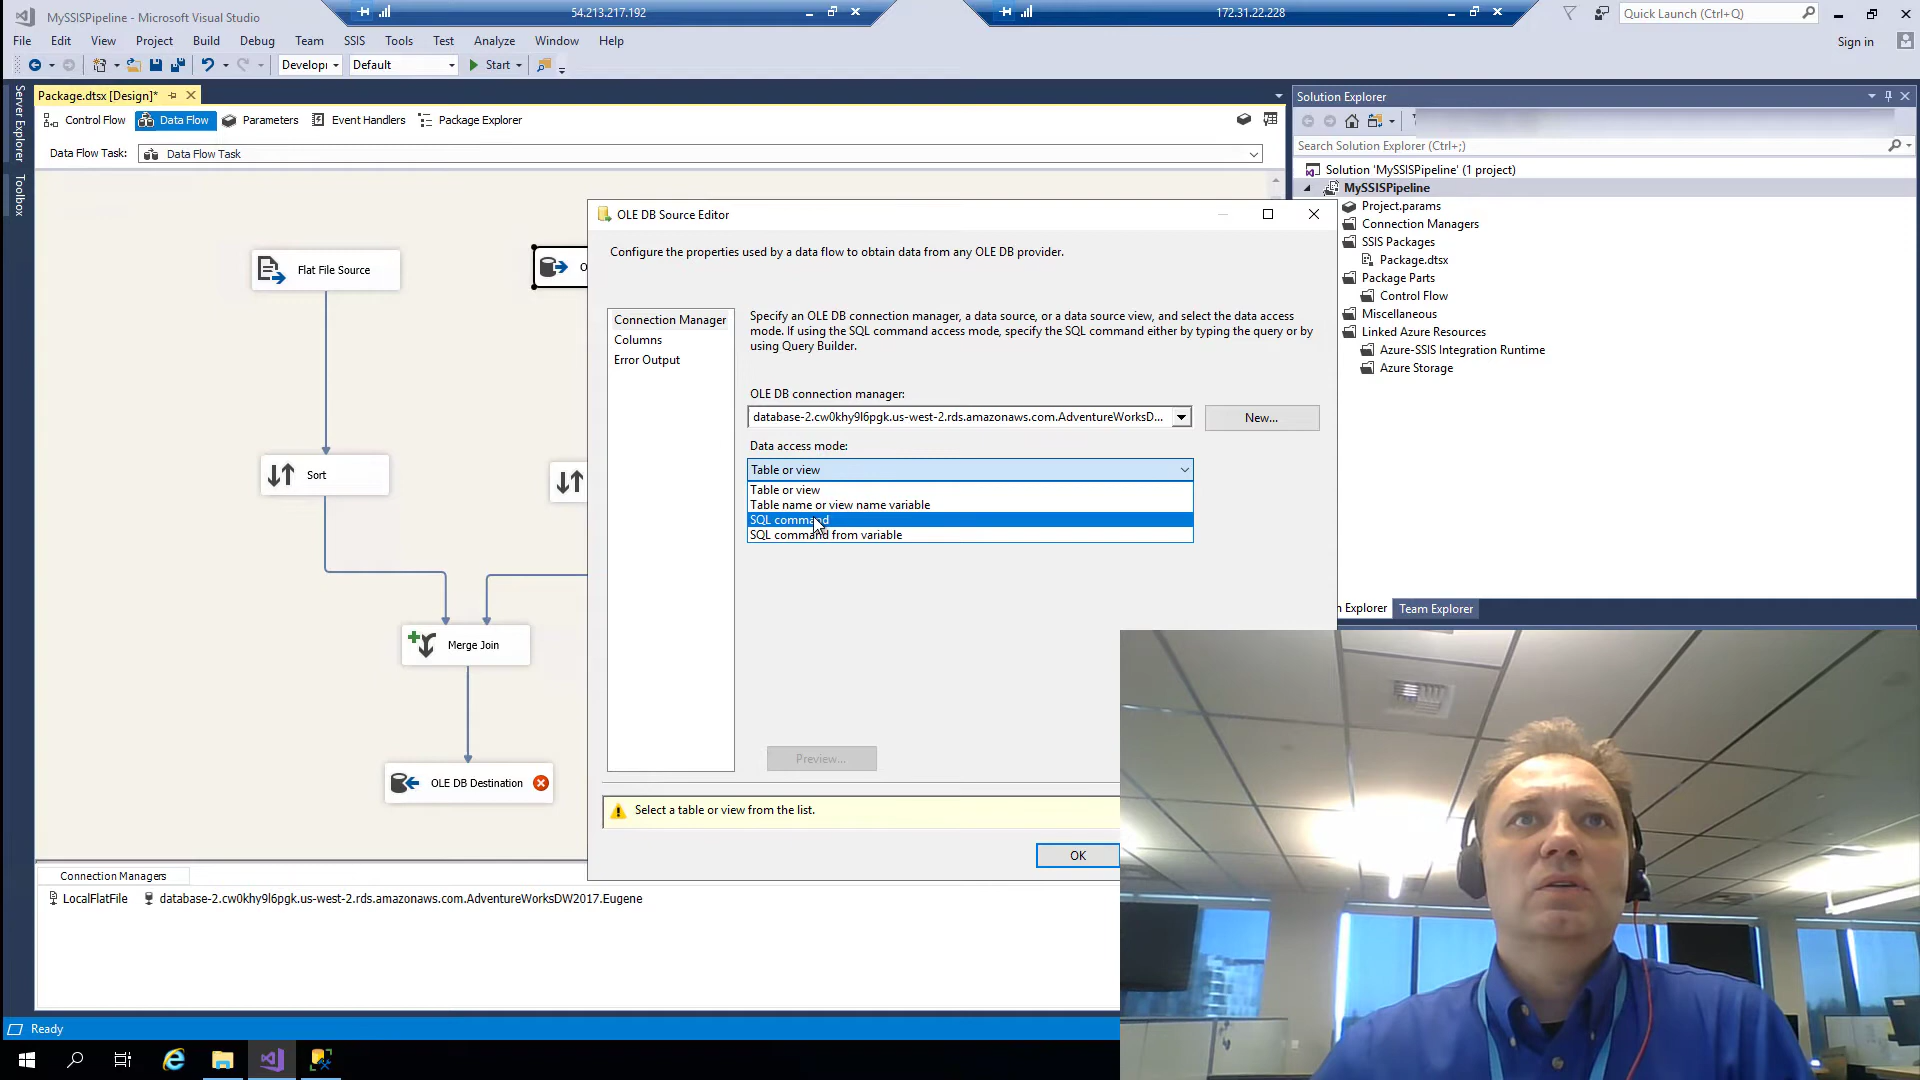 MySSISPipeline - Microsoft Visual Studio
54.213.217.192
172.31.22.228
Quick Launch (Ctrl+Q)
File Edit View Project Build Debug Team SSIS Tools Test Analyze Window Help
Sign in
Developi Default Start
Server Explorer
Toolbox
Package.dtsx [Design]*
Control Flow Data Flow Parameters Event Handlers Package Explorer
Data Flow Task: Data Flow Task
Flat File Source
Sort
Merge Join
OLE DB Destination
OLE DB Source Editor
Configure the properties used by a data flow to obtain data from any OLE DB provider.
Connection Manager
Columns
Error Output
Specify an OLE DB connection manager, a data source, or a data source view, and select the data access
mode. If using the SQL command access mode, specify the SQL command either by typing the query or by
using Query Builder.
OLE DB connection manager:
database-2.cw0khy9l6pgk.us-west-2.rds.amazonaws.com.AdventureWorksD...
New...
Data access mode:
Table or view
Table or view
Table name or view name variable
SQL command
SQL command from variable
Preview...
Select a table or view from the list.
OK
Solution Explorer
Search Solution Explorer (Ctrl+;)
Solution 'MySSISPipeline' (1 project)
MySSISPipeline
Project.params
Connection Managers
SSIS Packages
Package.dtsx
Package Parts
Control Flow
Miscellaneous
Linked Azure Resources
Azure-SSIS Integration Runtime
Azure Storage
n Explorer Team Explorer
Connection Managers
LocalFlatFile database-2.cw0khy9l6pgk.us-west-2.rds.amazonaws.com.AdventureWorksDW2017.Eugene
Ready